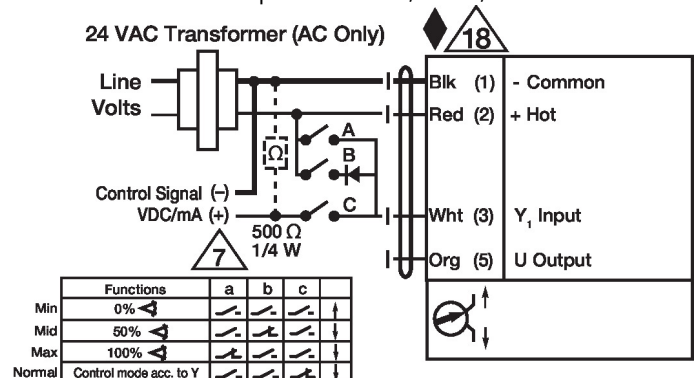 24 VAC Transformer (AC Only)
18
Line
Volts
Blk (1) - Common
Red (2) + Hot
A
Ω
B
Control Signal (–)
VDC/mA (+)
C
Wht (3) Y1 Input
500 Ω
1/4 W
7
Org (5) U Output
Functions a b c
Min 0%
Mid 50%
Max 100%
Normal Control mode acc. to Y